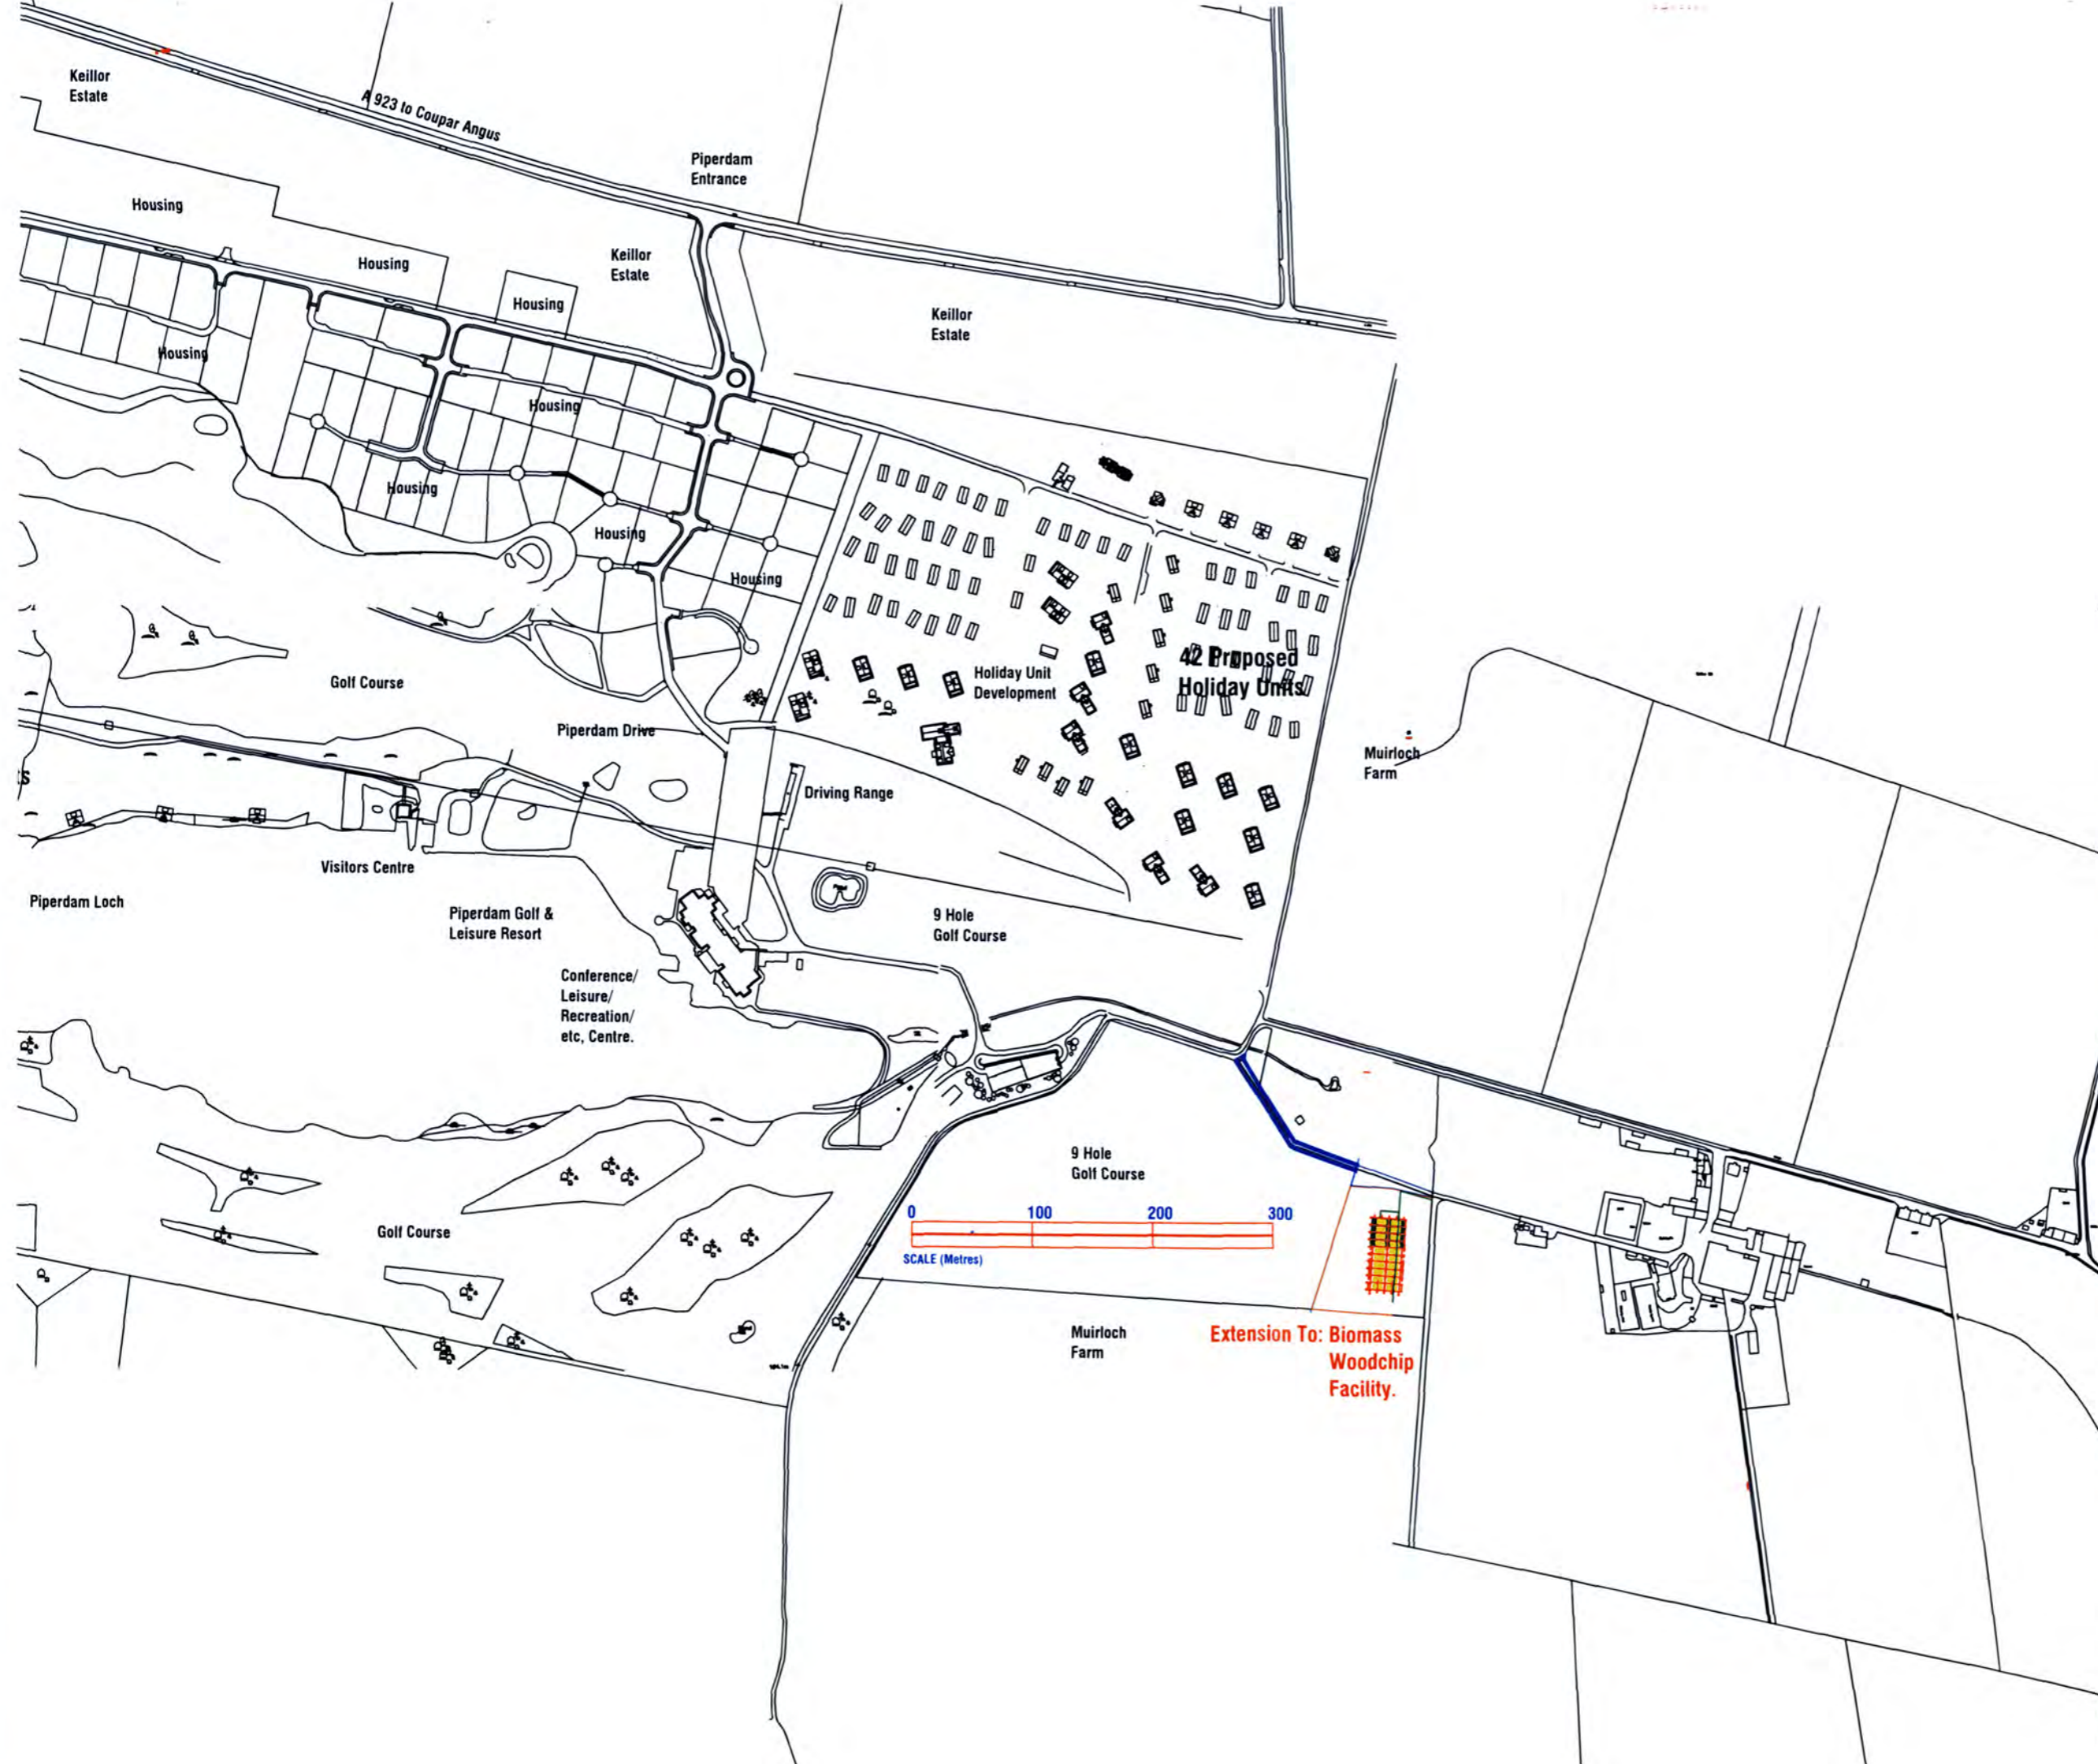 Keillor
Estate
A 923 to Coupar Angus
Piperdam
Entrance
Housing
Housing
Keillor
Estate
Housing
Keillor
Estate
Housing
Housing
Housing
Housing
Housing
42 Proposed
Holiday Units
Holiday Unit
Development
Golf Course
Piperdam Drive
Muirloch
Farm
Driving Range
Visitors Centre
Piperdam Loch
Piperdam Golf &
Leisure Resort
9 Hole
Golf Course
Conference/
Leisure/
Recreation/
etc, Centre.
9 Hole
Golf Course
0 100 200 300
SCALE (Metres)
Golf Course
Muirloch
Farm
Extension To: Biomass
Woodchip
Facility.